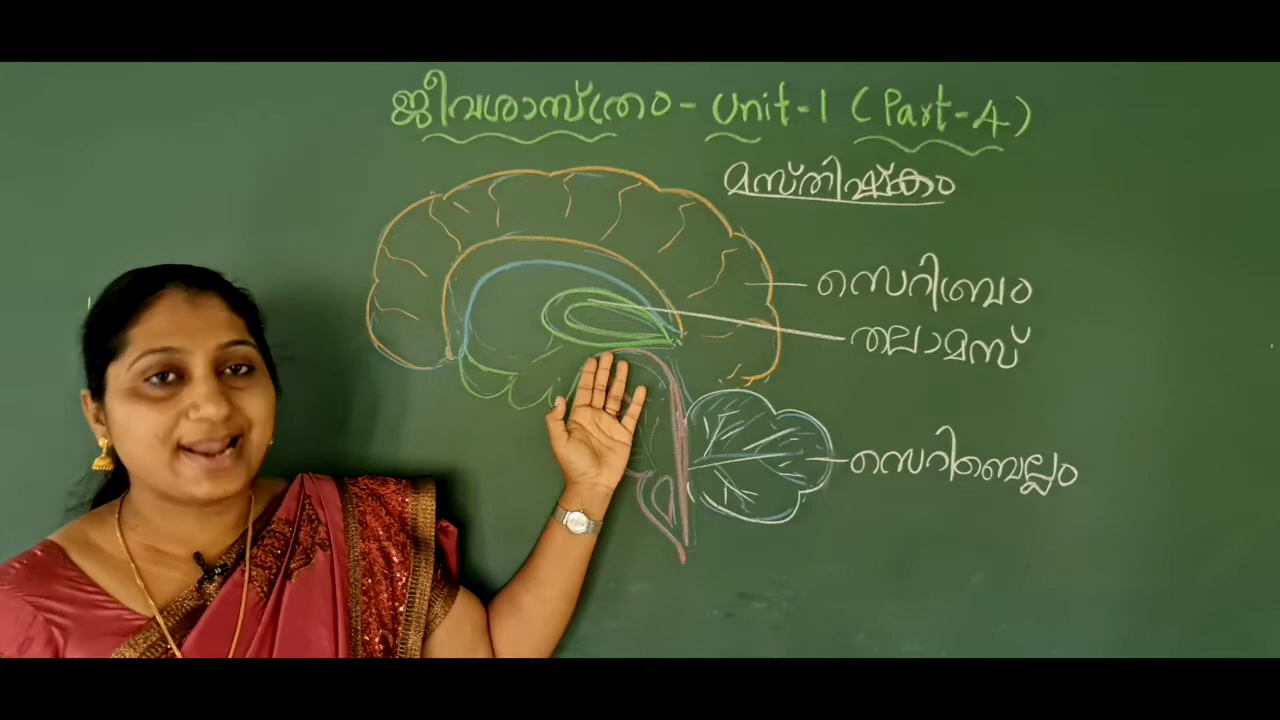 ജീവശാസ്ത്രം - Unit-1 (Part-4)
മസ്തിഷ്കം
സെറിബ്രം
തലാമസ്
സെറിബെല്ലം